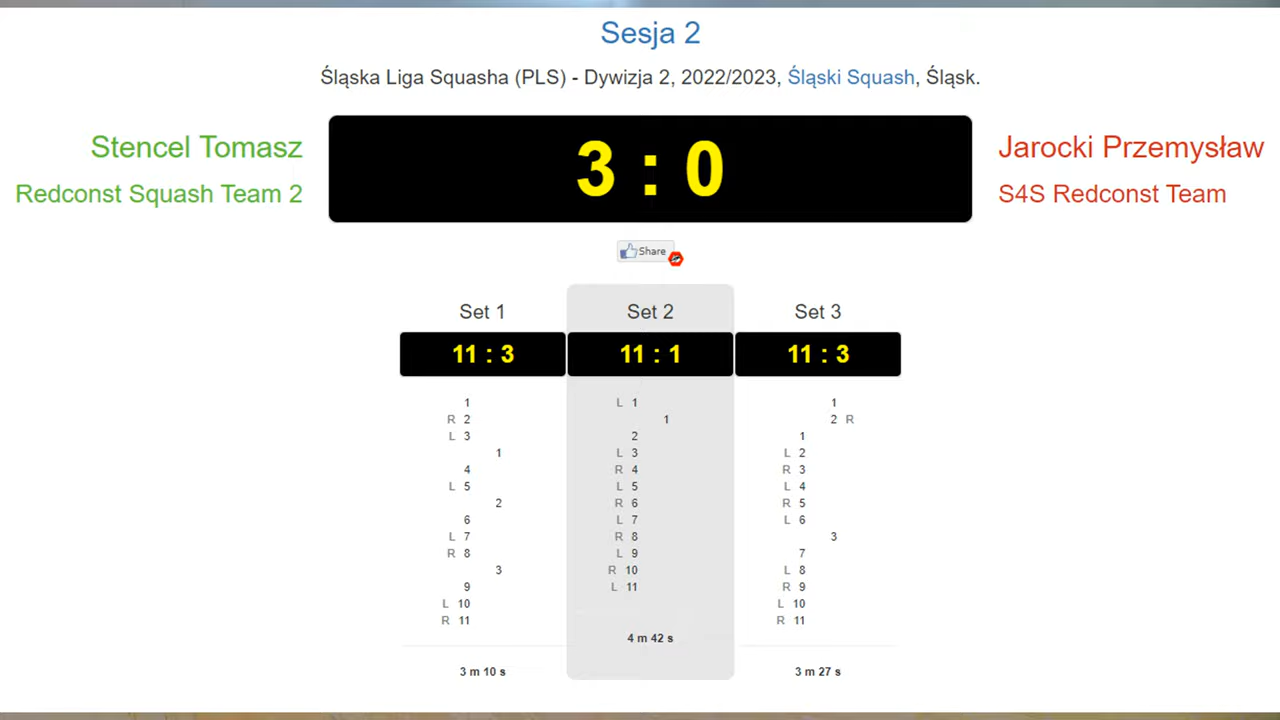 Sesja 2
Śląska Liga Squasha (PLS) - Dywizja 2, 2022/2023, Śląski Squash, Śląsk.
Stencel Tomasz 3 : 0 Jarocki Przemysław
Redconst Squash Team 2 S4S Redconst Team
Share
Set 1 Set 2 Set 3
11 : 3 11 : 1 11 : 3
1 L 1 1
R 2 1 2 R
L 3 2 1
1 L 3 L 2
4 R 4 R 3
L 5 L 5 L 4
2 R 6 R 5
6 L 7 L 6
L 7 R 8 3
R 8 L 9 7
3 R 10 L 8
9 L 11 R 9
L 10 L 10
R 11 R 11
4 m 42 s
3 m 10 s 3 m 27 s